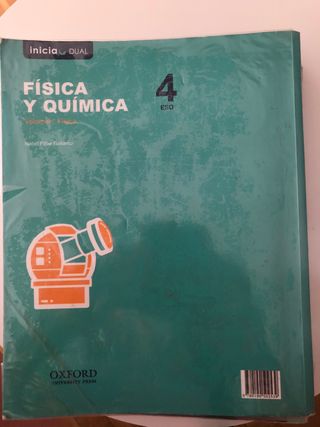 inicia DUAL
FÍSICA
Y QUÍMICA
4
ESO
OXFORD
UNIVERSITY PRESS